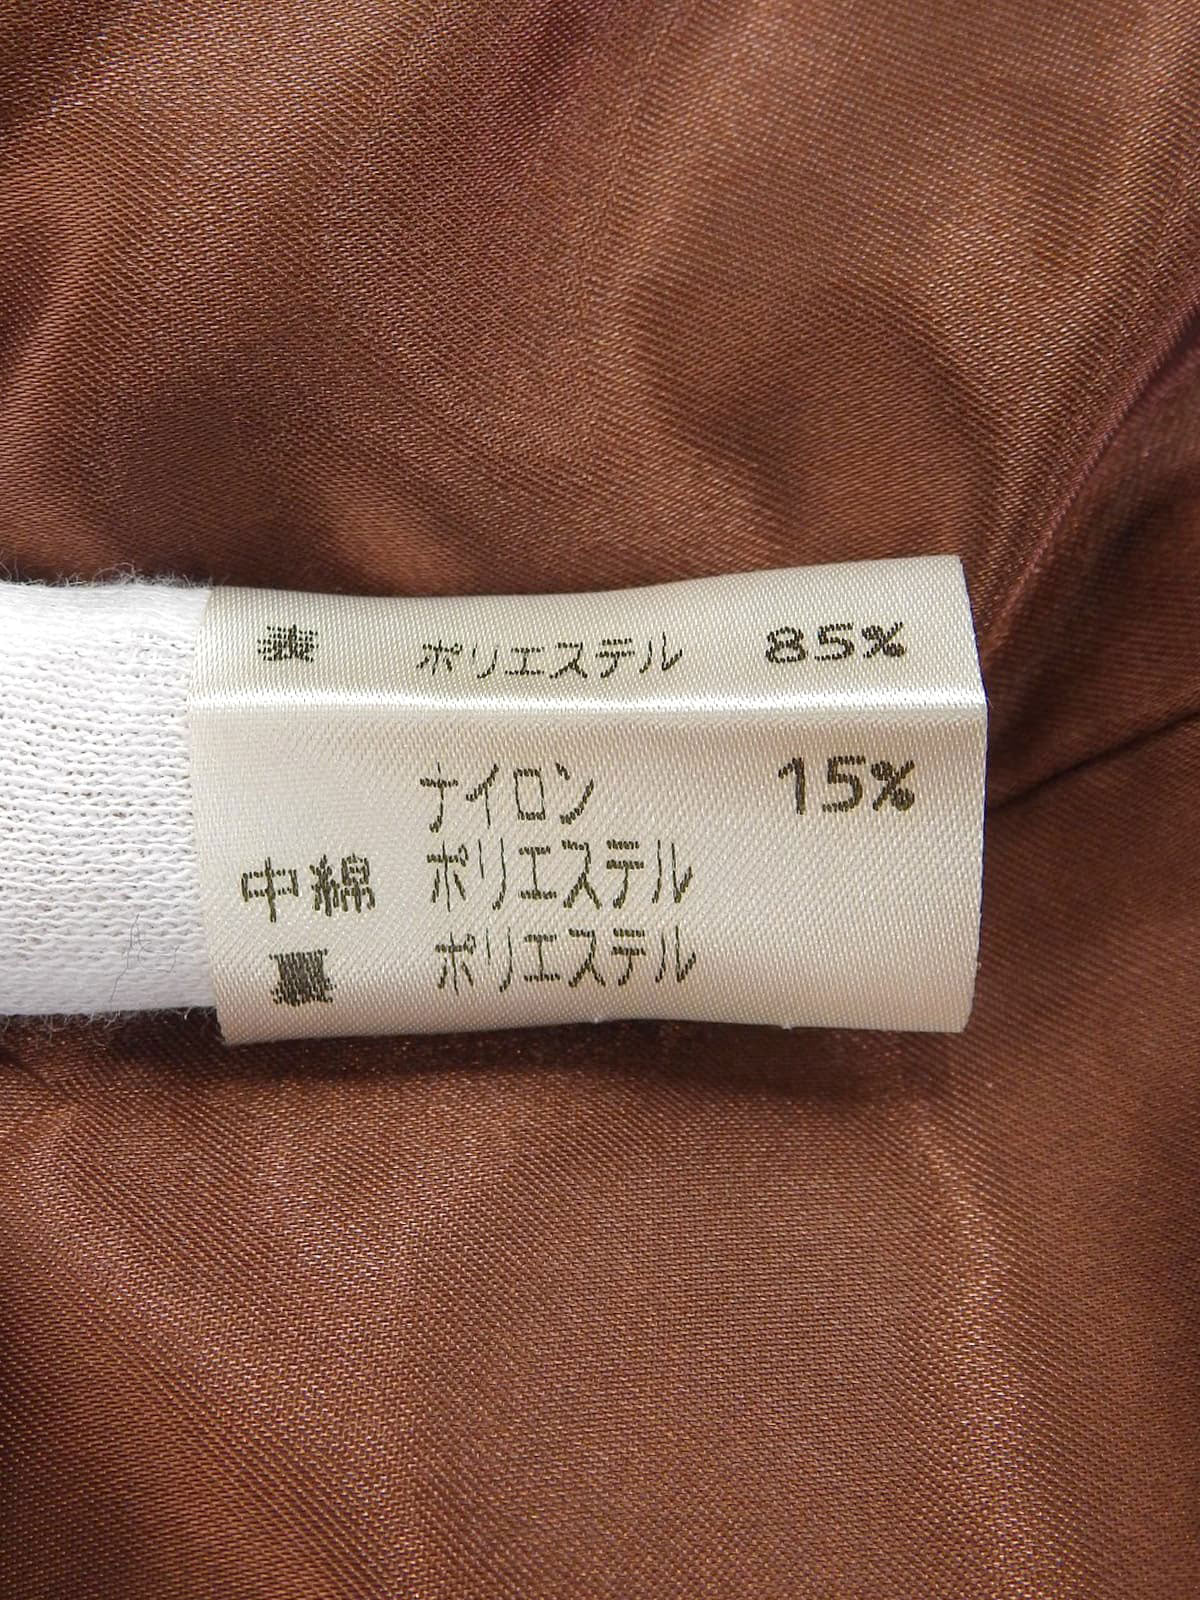 表 ポリエステル 85%
ナイロン 15%
中綿 ポリエステル
裏 ポリエステル